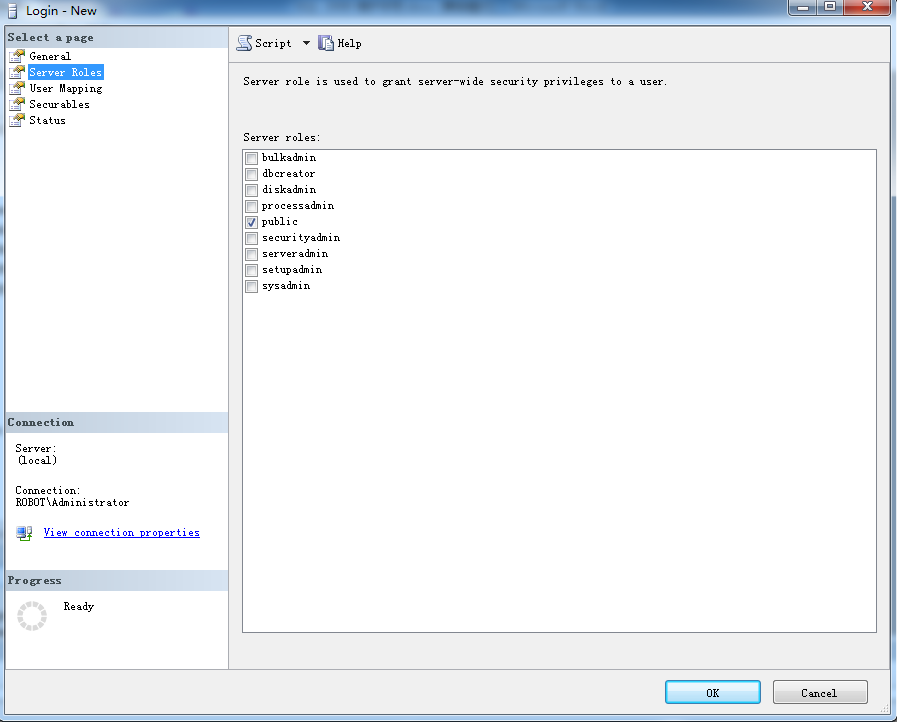 Login - New
Select a page
General
Server Roles
User Mapping
Securables
Status
Script
Help
Server role is used to grant server-wide security privileges to a user.
Server roles:
bulkadmin
dbcreator
diskadmin
processadmin
public
securityadmin
serveradmin
setupadmin
sysadmin
Connection
Server:
(local)
Connection:
ROBOT\Administrator
View connection properties
Progress
Ready
OK
Cancel